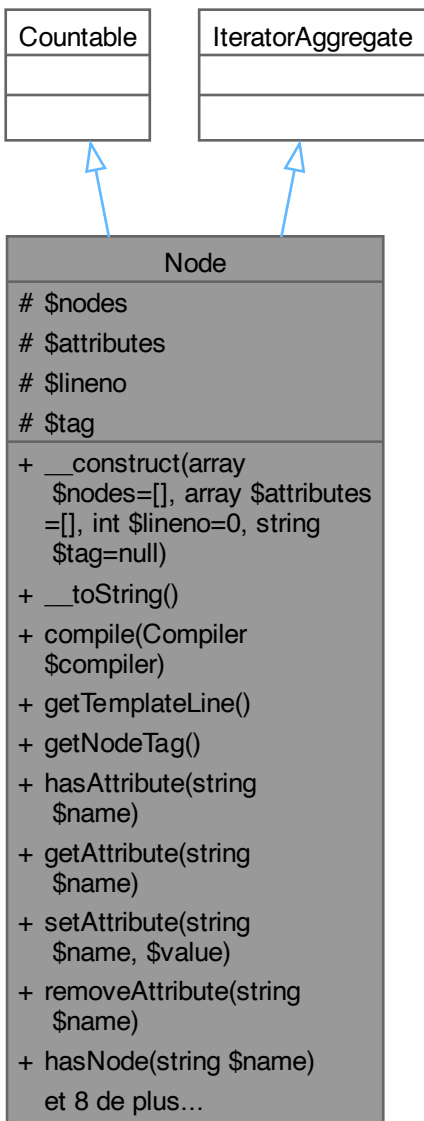 Countable
IteratorAggregate
Node
# $nodes
# $attributes
# $lineno
# $tag
+ __construct(array
$nodes=[], array $attributes
=[], int $lineno=0, string
$tag=null)
+ __toString()
+ compile(Compiler
$compiler)
+ getTemplateLine()
+ getNodeTag()
+ hasAttribute(string
$name)
+ getAttribute(string
$name)
+ setAttribute(string
$name, $value)
+ removeAttribute(string
$name)
+ hasNode(string $name)
et 8 de plus...